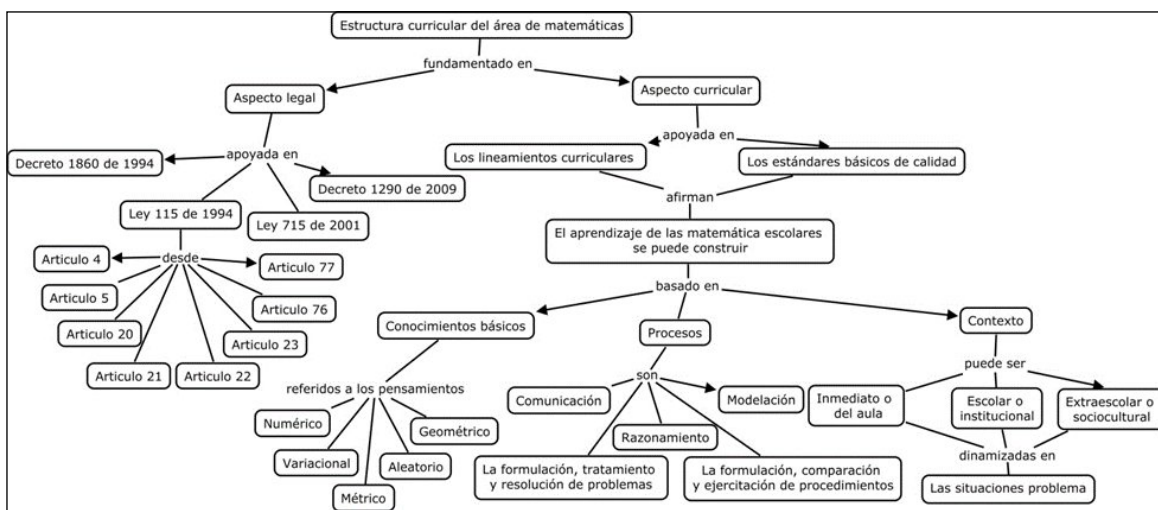 Estructura curricular del área de matemáticas
fundamentado en
Aspecto legal
Aspecto curricular
apoyada en
Decreto 1860 de 1994
apoyada en
Los lineamientos curriculares
Los estándares básicos de calidad
Decreto 1290 de 2009
afirman
Ley 115 de 1994
Ley 715 de 2001
El aprendizaje de las matemática escolares
se puede construir
Articulo 4
desde
Articulo 77
basado en
Articulo 5
Articulo 76
Articulo 20
Articulo 23
Articulo 21
Articulo 22
Conocimientos básicos
Procesos
Contexto
referidos a los pensamientos
son
puede ser
Numérico
Geométrico
Variacional
Aleatorio
Métrico
Comunicación
Modelación
Razonamiento
La formulación, tratamiento
y resolución de problemas
La formulación, comparación
y ejercitación de procedimientos
Inmediato o
del aula
Escolar o
institucional
Extraescolar o
sociocultural
dinamizadas en
Las situaciones problema